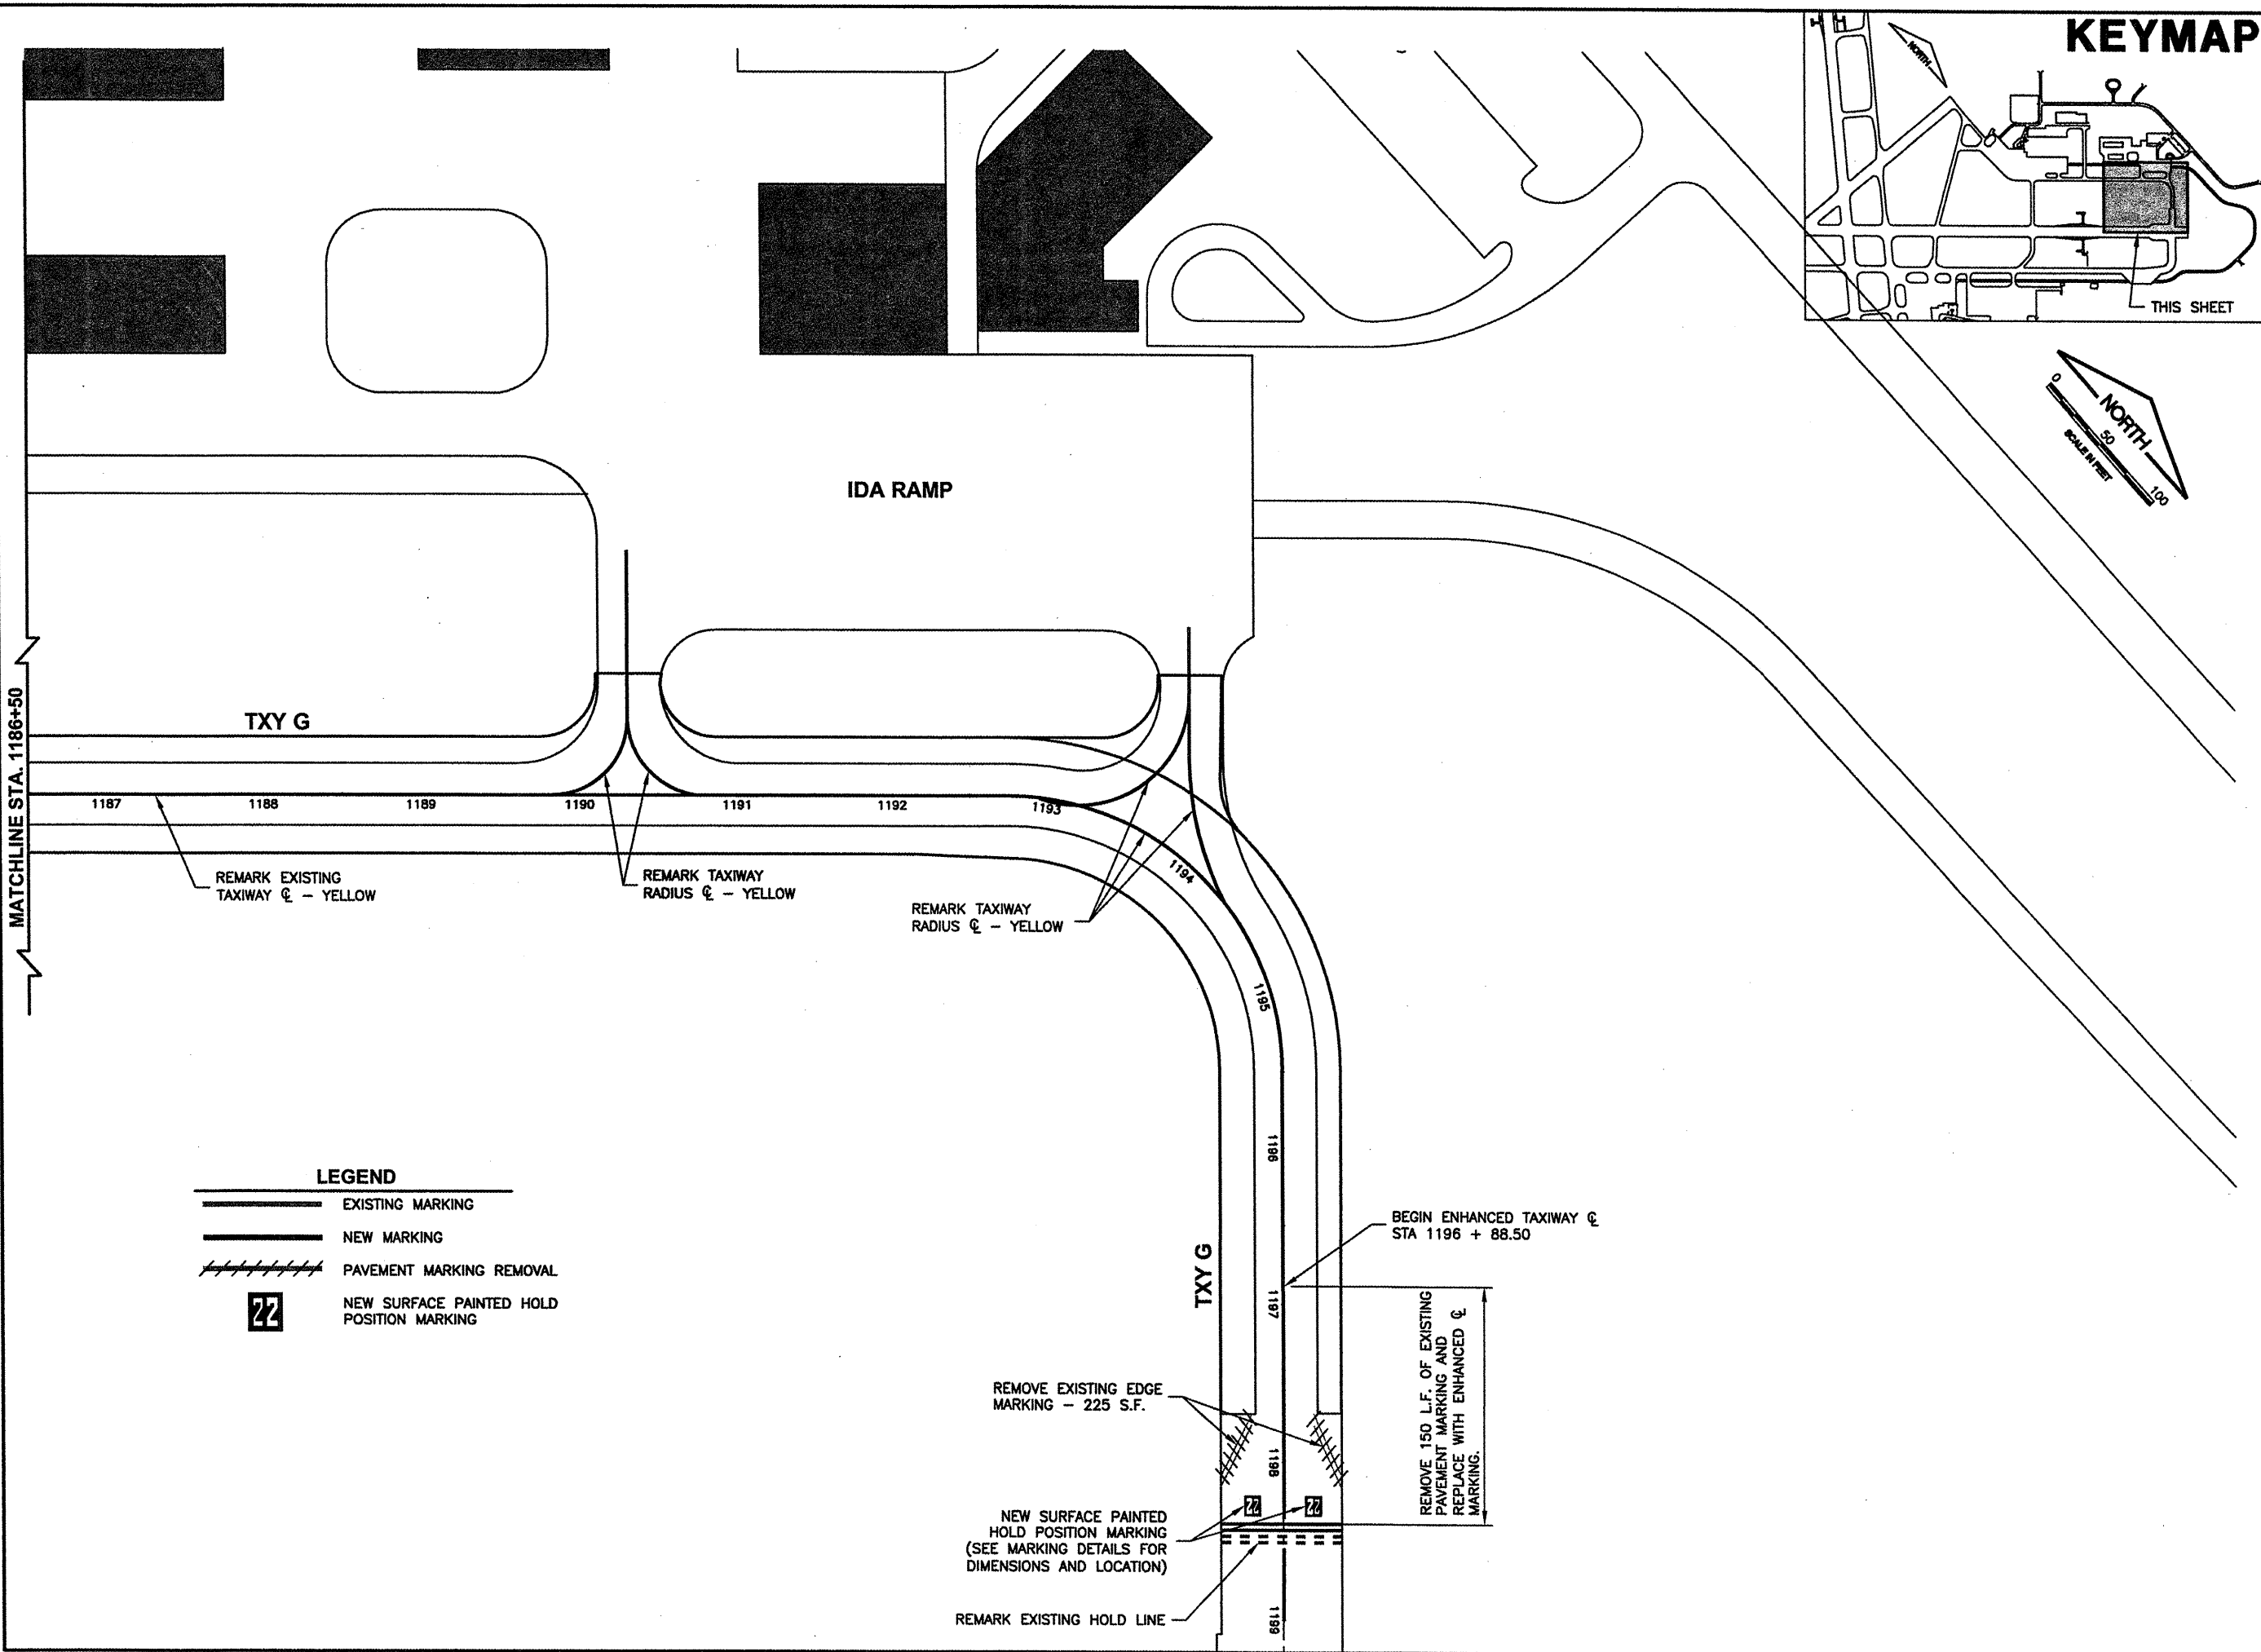 KEYMAP
NORTH
THIS SHEET
NORTH
0
50
100
SCALE IN FEET
IDA RAMP
MATCHLINE STA. 1186+50
TXY G
1187
1188
1189
1190
1191
1192
1193
1194
1195
1196
1197
1198
1199
REMARK EXISTING
TAXIWAY ℄ – YELLOW
REMARK TAXIWAY
RADIUS ℄ – YELLOW
REMARK TAXIWAY
RADIUS ℄ – YELLOW
LEGEND
EXISTING MARKING
NEW MARKING
PAVEMENT MARKING REMOVAL
22
NEW SURFACE PAINTED HOLD
POSITION MARKING
TXY G
BEGIN ENHANCED TAXIWAY ℄
STA 1196 + 88.50
REMOVE 150 L.F. OF EXISTING
PAVEMENT MARKING AND
REPLACE WITH ENHANCED ℄
MARKING.
REMOVE EXISTING EDGE
MARKING – 225 S.F.
22
22
NEW SURFACE PAINTED
HOLD POSITION MARKING
(SEE MARKING DETAILS FOR
DIMENSIONS AND LOCATION)
REMARK EXISTING HOLD LINE